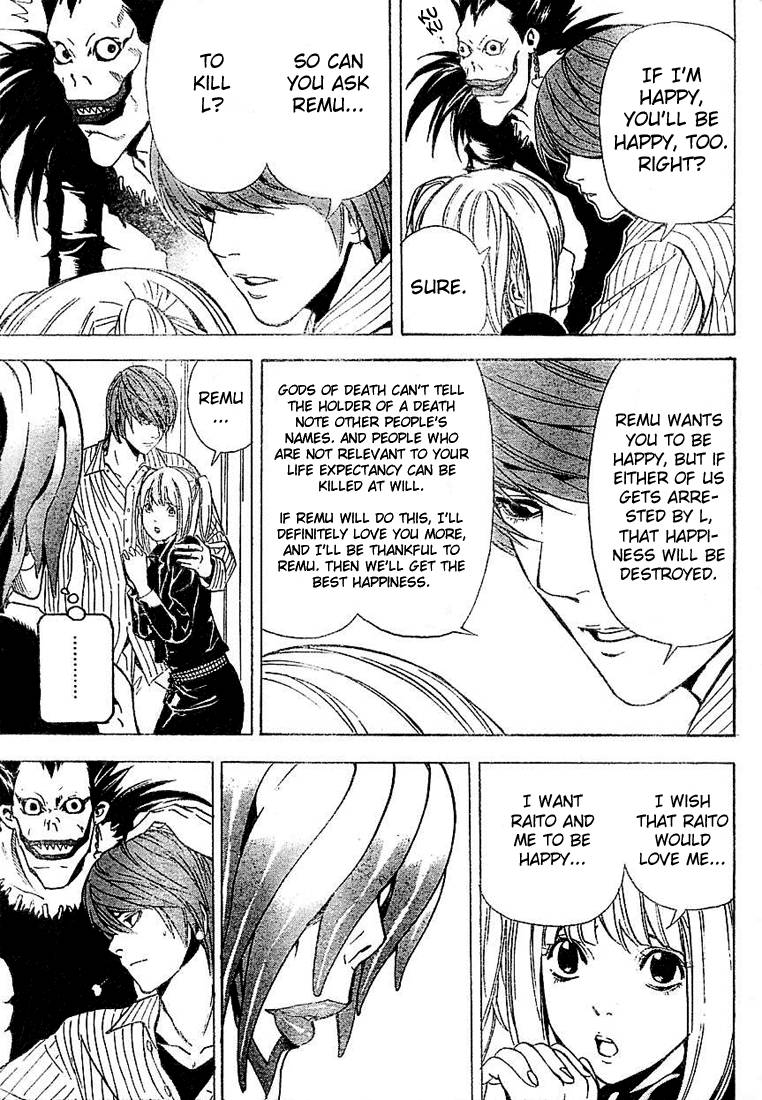 IF I'M
HAPPY,
YOU'LL BE
HAPPY, TOO.
RIGHT?
SURE.
SO CAN
YOU ASK
REMU...
TO
KILL
L?
REMU WANTS
YOU TO BE
HAPPY, BUT IF
EITHER OF US
GETS ARRE-
STED BY L,
THAT HAPPI-
NESS WILL BE
DESTROYED.
GODS OF DEATH CAN'T TELL
THE HOLDER OF A DEATH
NOTE OTHER PEOPLE'S
NAMES. AND PEOPLE WHO
ARE NOT RELEVANT TO YOUR
LIFE EXPECTANCY CAN BE
KILLED AT WILL.
IF REMU WILL DO THIS, I'LL
DEFINITELY LOVE YOU MORE,
AND I'LL BE THANKFUL TO
REMU. THEN WE'LL GET THE
BEST HAPPINESS.
REMU
...
.........
I WISH
THAT RAITO
WOULD
LOVE ME...
I WANT
RAITO AND
ME TO BE
HAPPY...